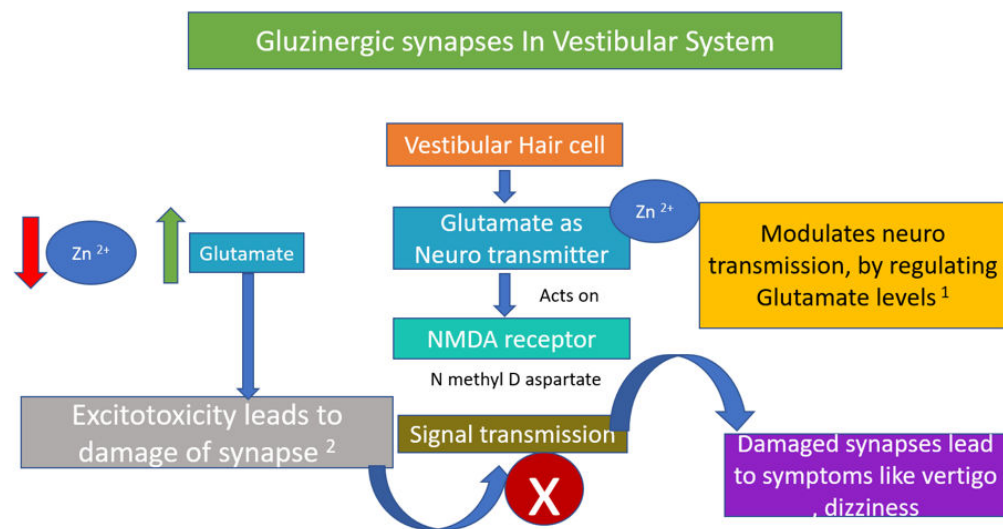 Gluzinergic synapses In Vestibular System
Vestibular Hair cell
Zn 2+
Glutamate
Glutamate as
Neuro transmitter
Zn 2+
Modulates neuro
transmission, by regulating
Glutamate levels 1
Acts on
NMDA receptor
N methyl D aspartate
Excitotoxicity leads to
damage of synapse 2
Signal transmission
X
Damaged synapses lead
to symptoms like vertigo
, dizziness